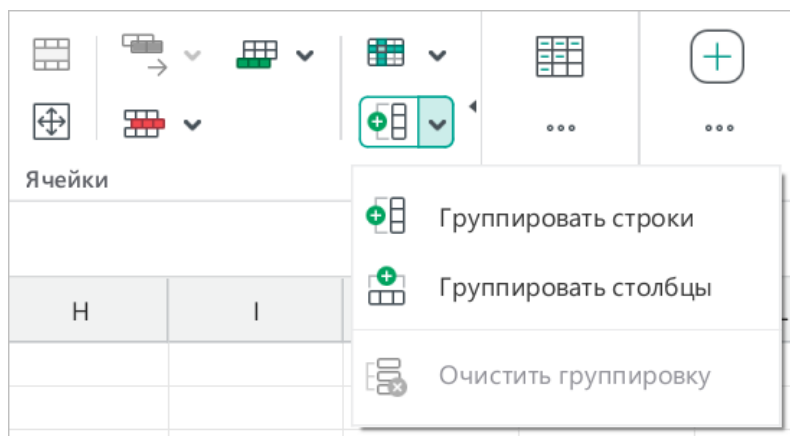 Ячейки
Группировать строки
Группировать столбцы
H I
Очистить группировку